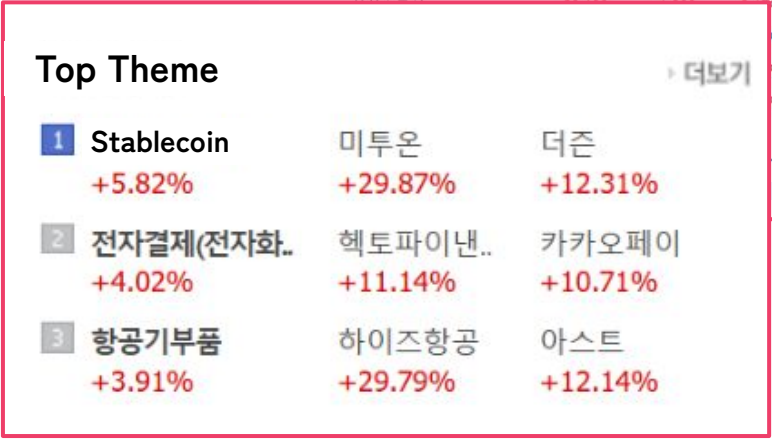 Top Theme
더보기
1 Stablecoin 미투온 더즌
+5.82% +29.87% +12.31%
2 전자결제(전자화.. 헥토파이낸.. 카카오페이
+4.02% +11.14% +10.71%
3 항공기부품 하이즈항공 아스트
+3.91% +29.79% +12.14%